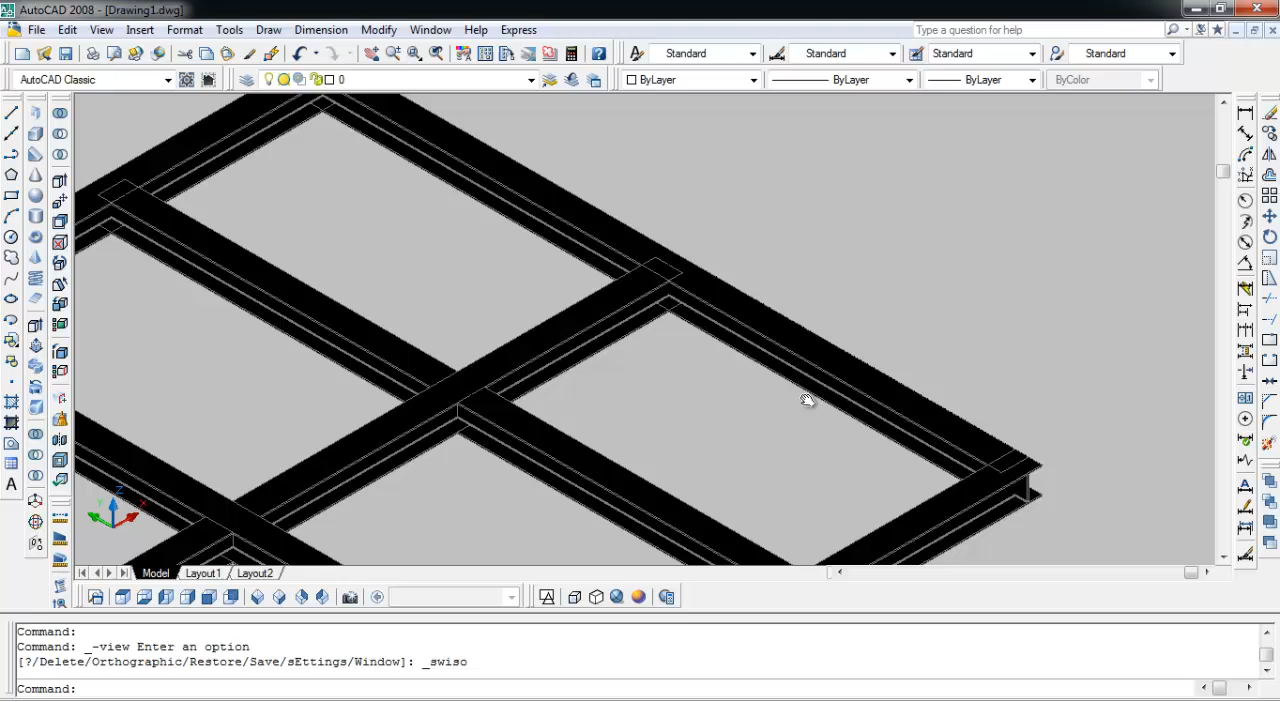 AutoCAD 2008 - [Drawing1.dwg]
File Edit View Insert Format Tools Draw Dimension Modify Window Help Express
Type a question for help
Standard Standard Standard Standard
AutoCAD Classic 0 ByLayer ByLayer ByLayer ByColor
Z
Y X
A
Model Layout1 Layout2
Command:
Command: _-view Enter an option
[?/Delete/Orthographic/Restore/Save/sEttings/Window]: _swiso
Command: